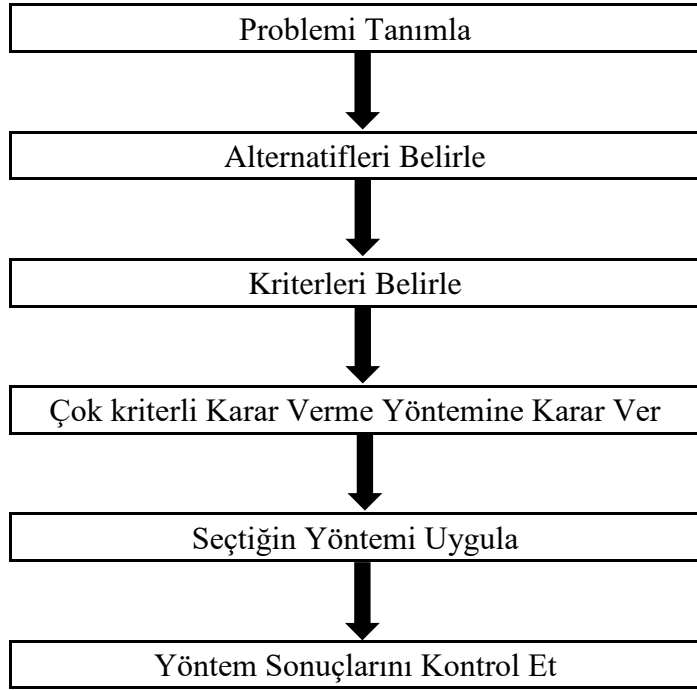 Problemi Tanımla
Alternatifleri Belirle
Kriterleri Belirle
Çok kriterli Karar Verme Yöntemine Karar Ver
Seçtiğin Yöntemi Uygula
Yöntem Sonuçlarını Kontrol Et